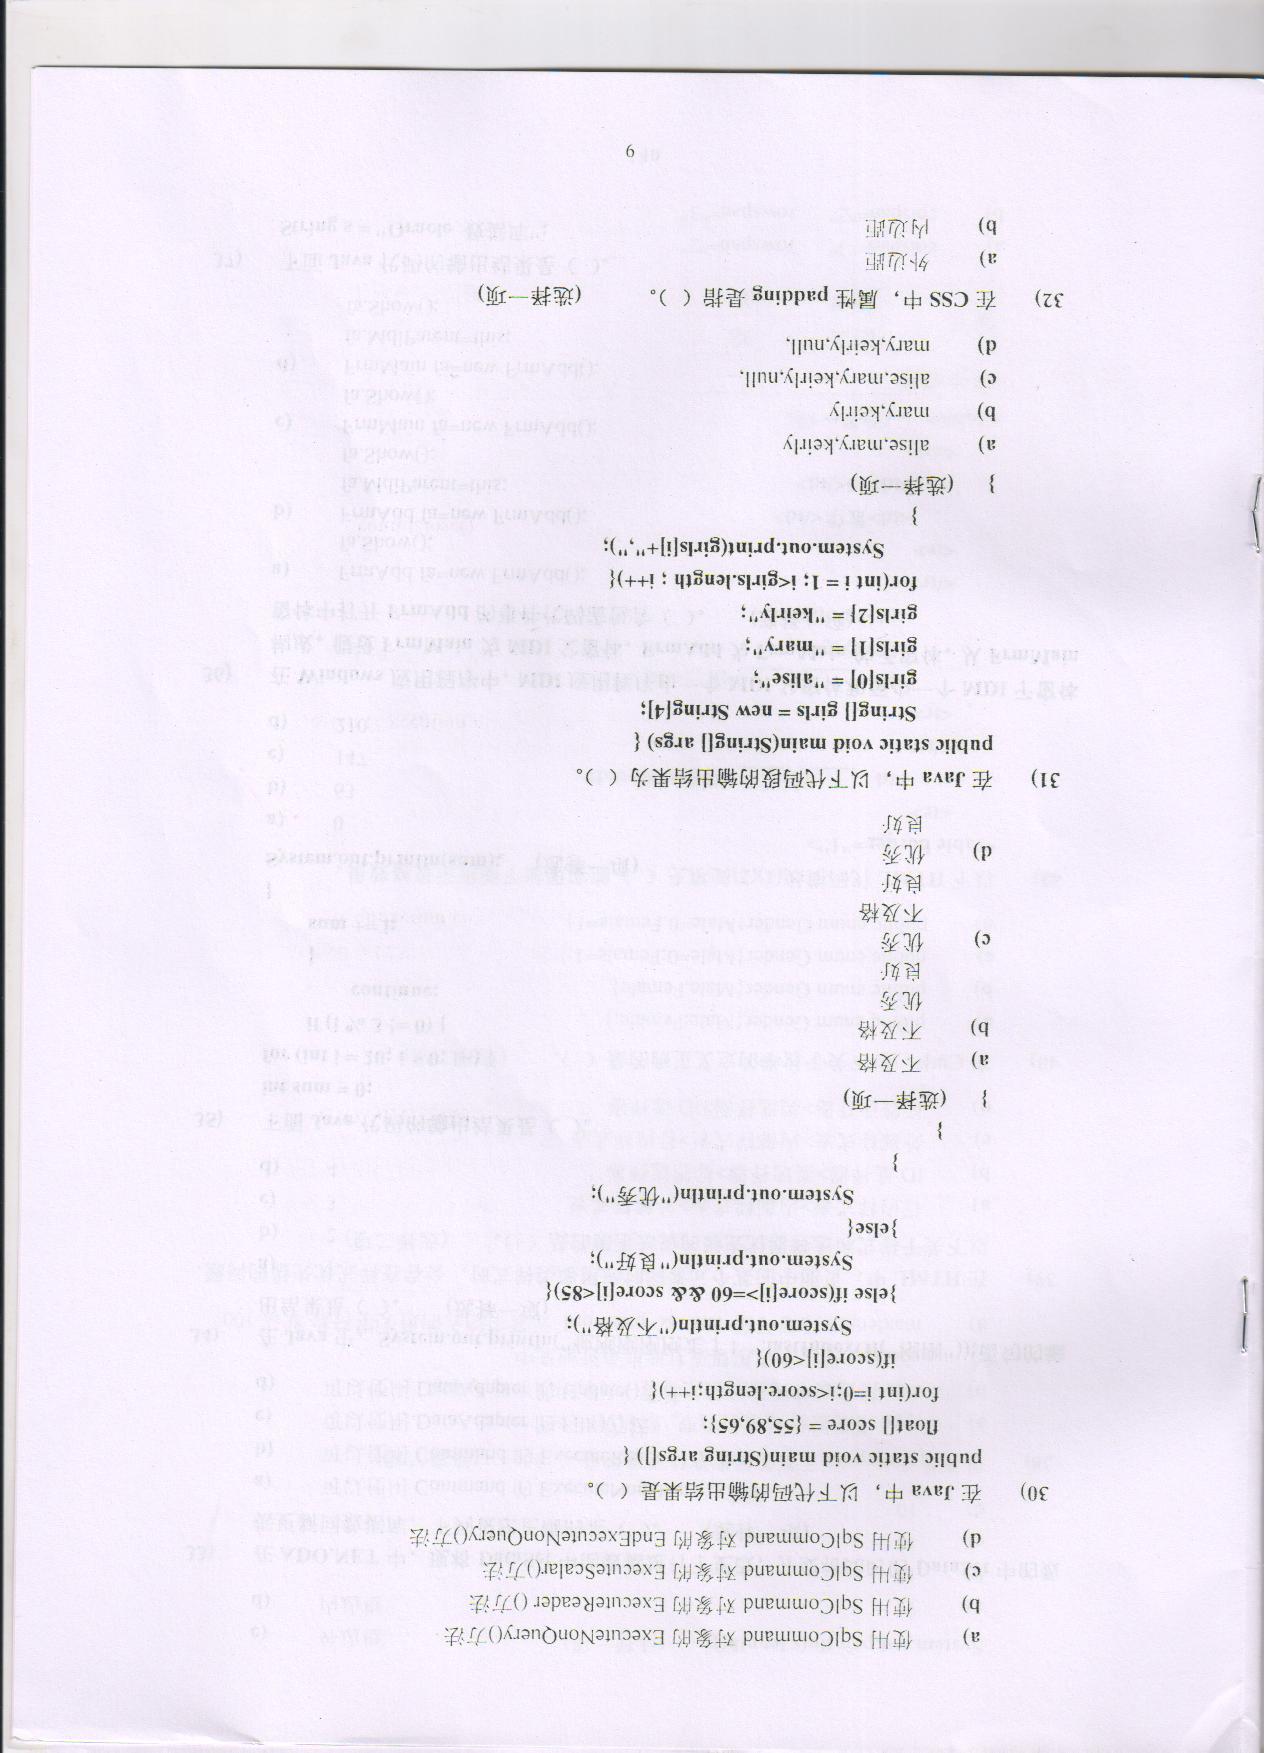 a) 使用 SqlCommand 对象的 ExecuteNonQuery()方法
b) 使用 SqlCommand 对象的 ExecuteReader ()方法
c) 使用 SqlCommand 对象的 ExecuteScalar()方法
d) 使用 SqlCommand 对象的 EndExecuteNonQuery()方法
30) 在 Java 中，以下代码的输出结果是（ ）。
public static void main(String args[]) {
float[] score = {55,89,65};
for(int i=0;i<score.length;i++){
if(score[i]<60){
System.out.println("不及格");
}else if(score[i]>=60 && score[i]<85){
System.out.println("良好");
}else{
System.out.println("优秀");
}
}
} (选择一项)
a) 不及格
b) 不及格
优秀
良好
c) 优秀
不及格
良好
d) 优秀
良好
31) 在 Java 中，以下代码段的输出结果为（ ）。
public static void main(String[] args) {
String[] girls = new String[4];
girls[0] = "alise";
girls[1] = "mary";
girls[2] = "keirly";
for(int i = 1; i<girls.length ; i++){
System.out.print(girls[i]+",");
}
} (选择一项)
a) alise,mary,keirly
b) mary,keirly
c) alise,mary,keirly,null,
d) mary,keirly,null,
32) 在 CSS 中，属性 padding 是指（ ）。 (选择一项)
a) 外边距
b) 内边距
9